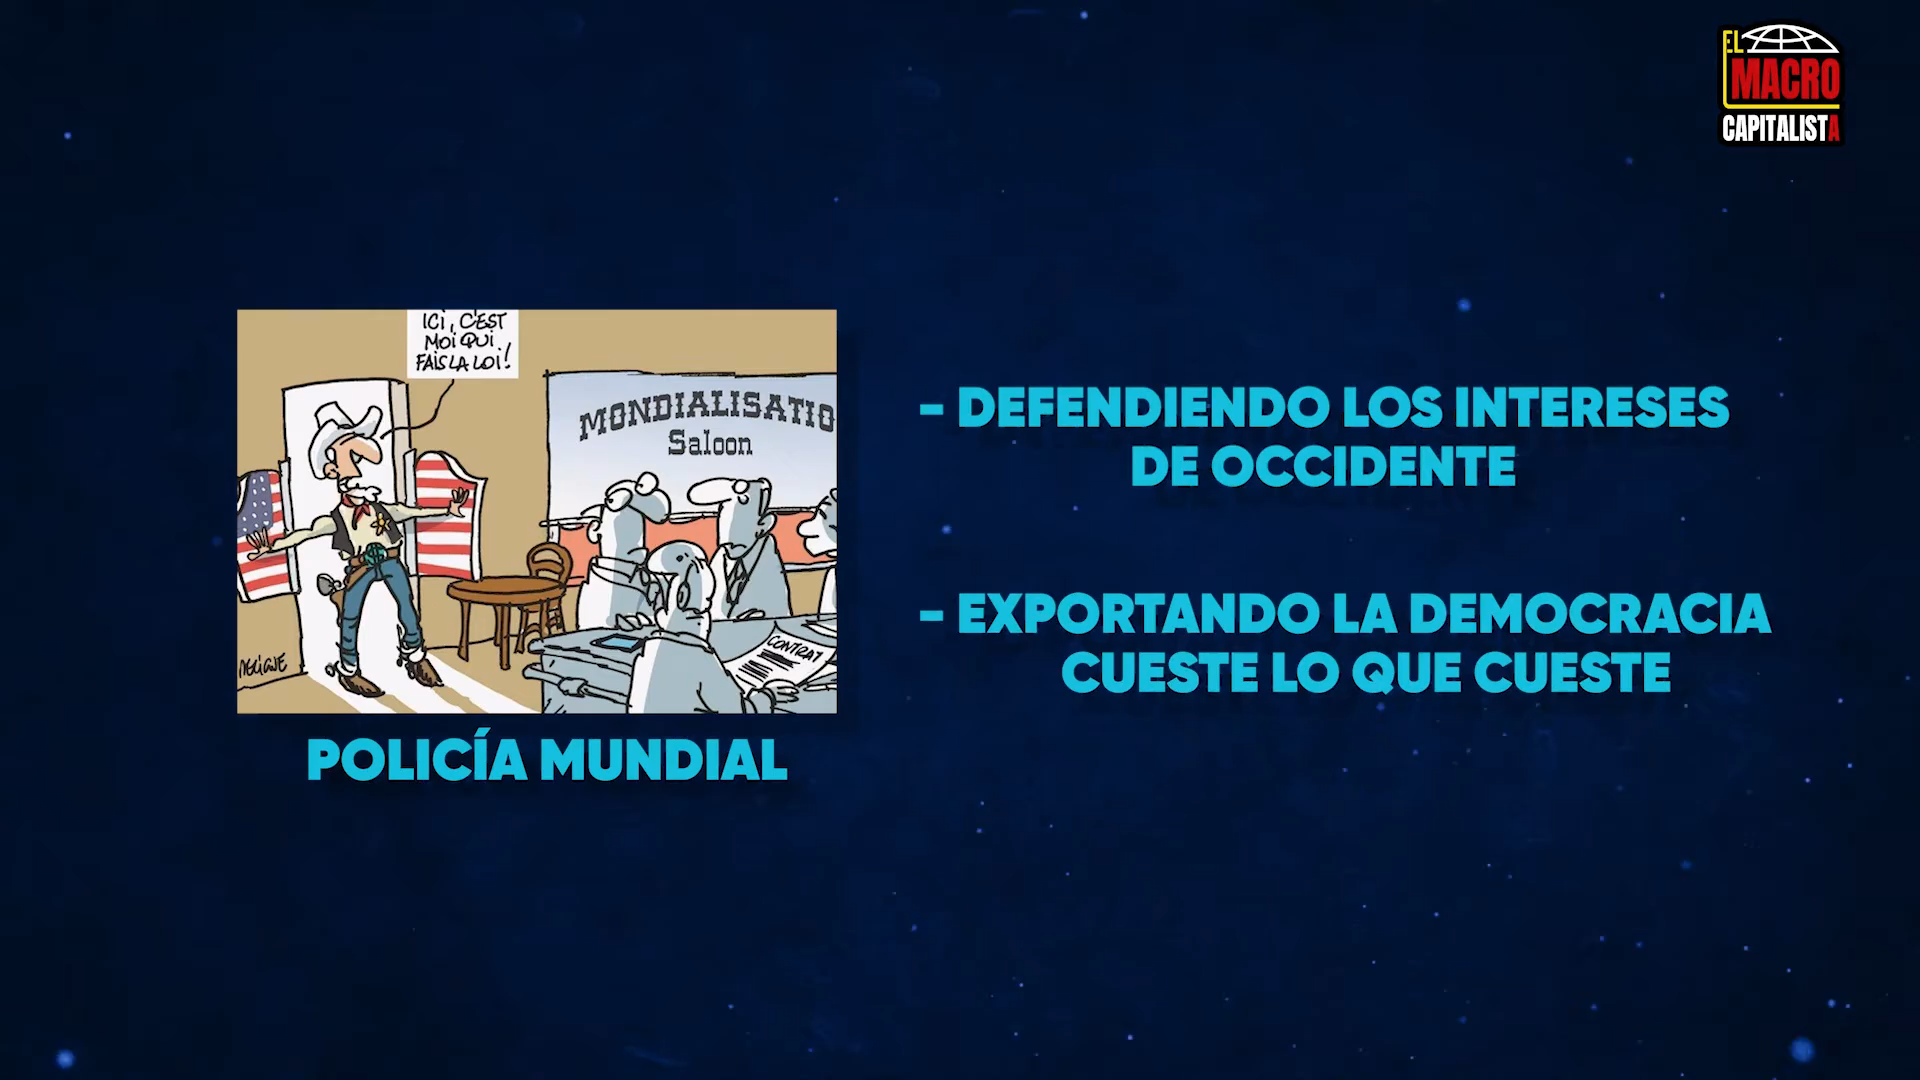 EL
MACRO
CAPITALISTA
ICI, C'EST
MOI QUI
FAIS LA LOI!
MONDIALISATIO
Saloon
CONTRAT
- DEFENDIENDO LOS INTERESES
DE OCCIDENTE
- EXPORTANDO LA DEMOCRACIA
CUESTE LO QUE CUESTE
POLICÍA MUNDIAL